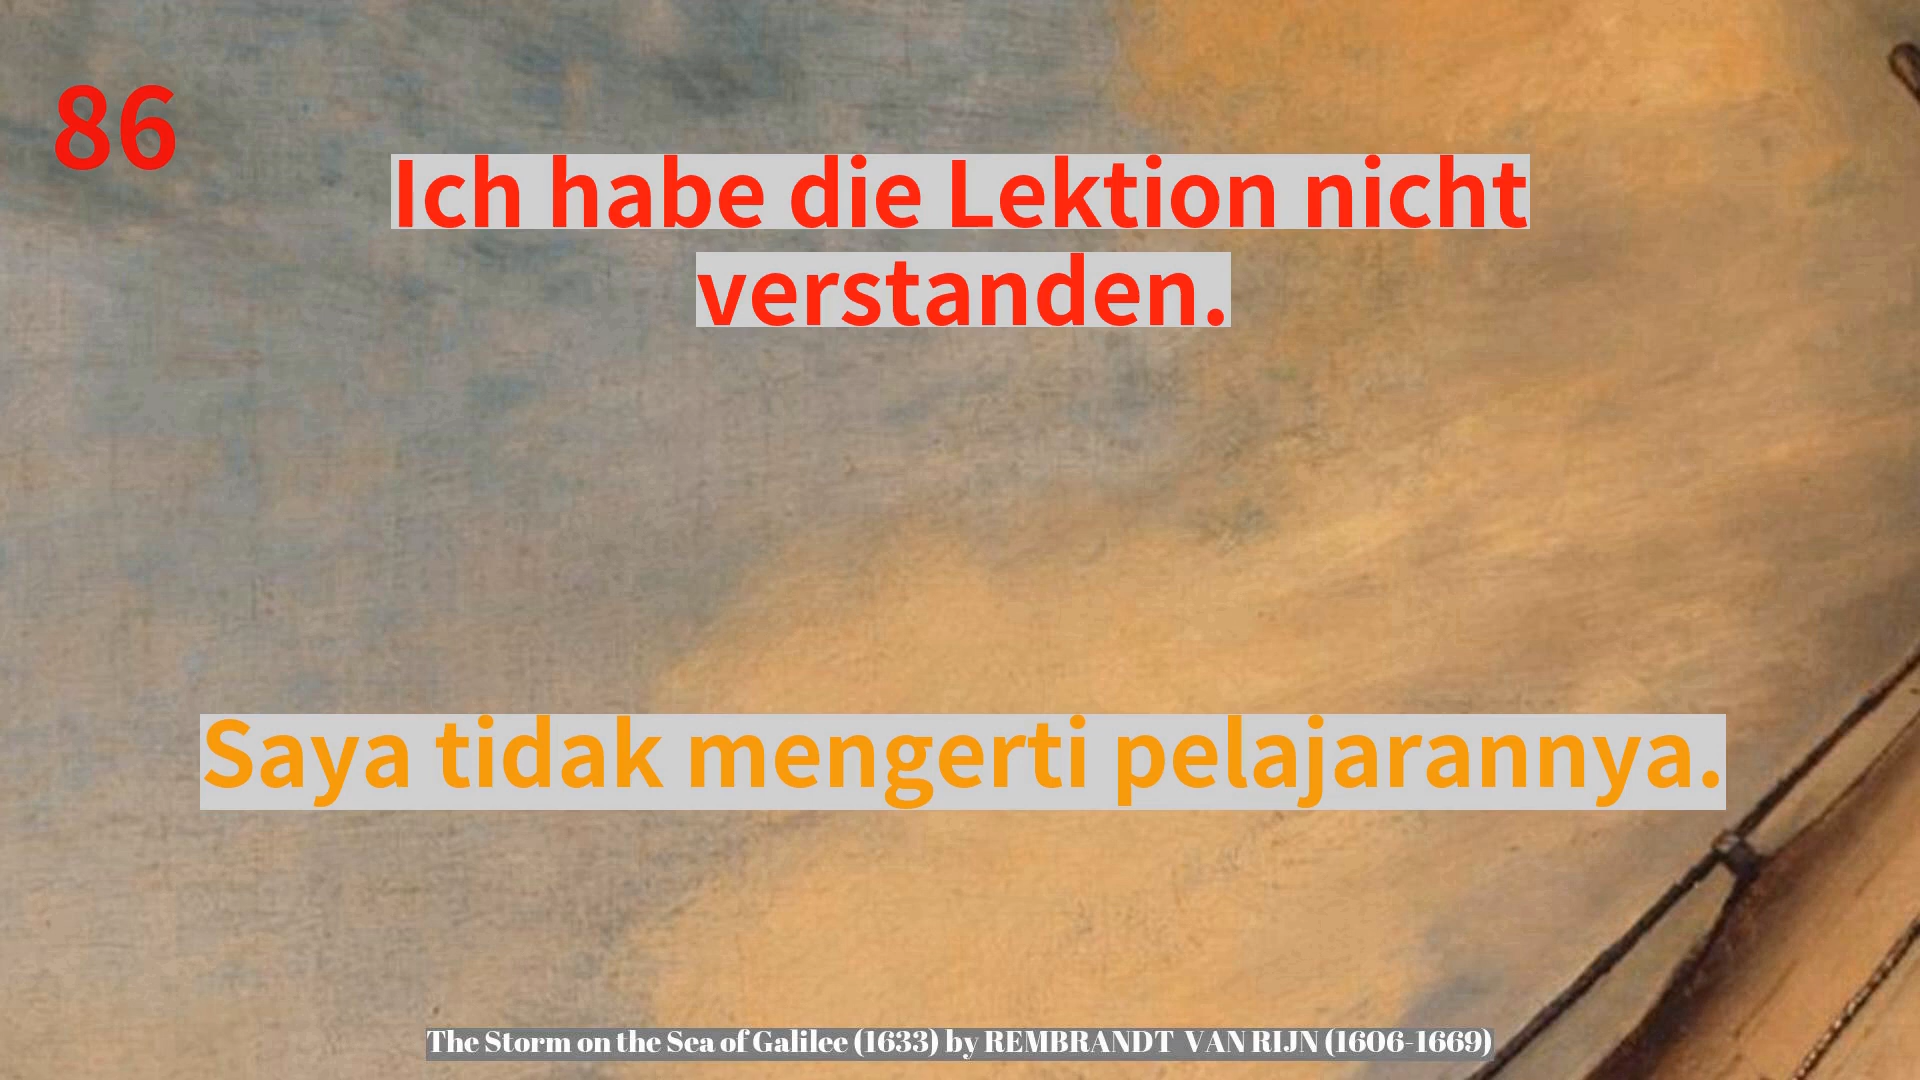 86
Ich habe die Lektion nicht
verstanden.
Saya tidak mengerti pelajarannya.
The Storm on the Sea of Galilee (1633) by REMBRANDT VAN RIJN (1606-1669)